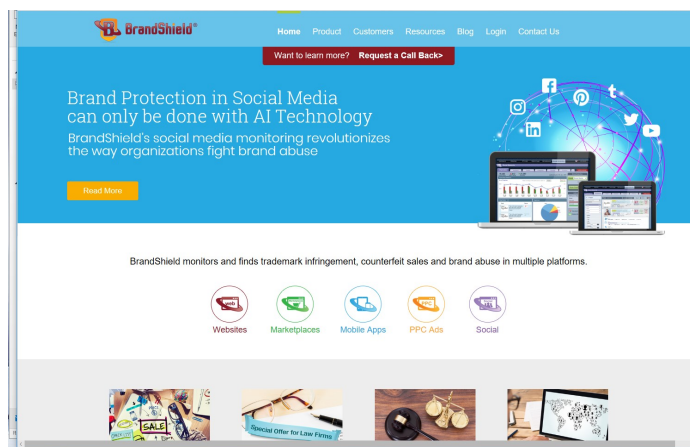 BrandShield®
Home Product Customers Resources Blog Login Contact Us
Want to learn more? Request a Call Back>
Brand Protection in Social Media
can only be done with AI Technology
BrandShield's social media monitoring revolutionizes
the way organizations fight brand abuse
Read More
BrandShield monitors and finds trademark infringement, counterfeit sales and brand abuse in multiple platforms.
web
PPC
Websites Marketplaces Mobile Apps PPC Ads Social
SALE
Special Offer for Law Firms